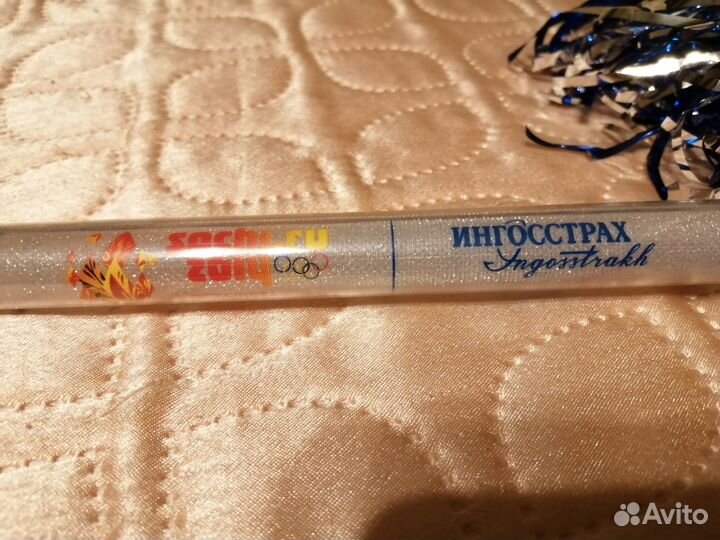 sochi.ru
2014
ИНГОССТРАХ
Ingosstrakh
Avito